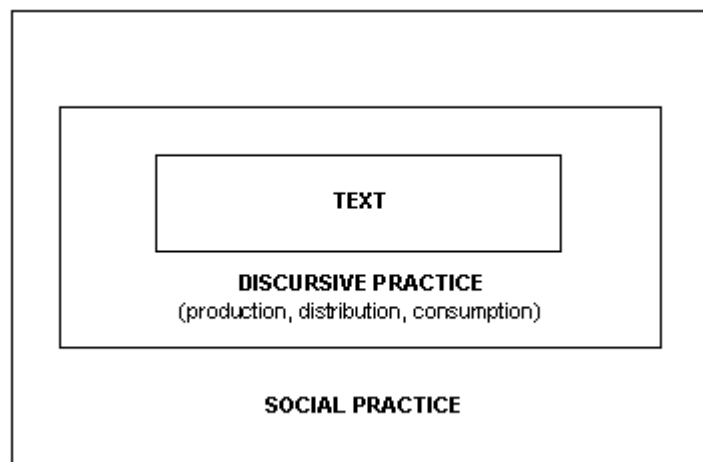 TEXT
DISCURSIVE PRACTICE
(production, distribution, consumption)
SOCIAL PRACTICE